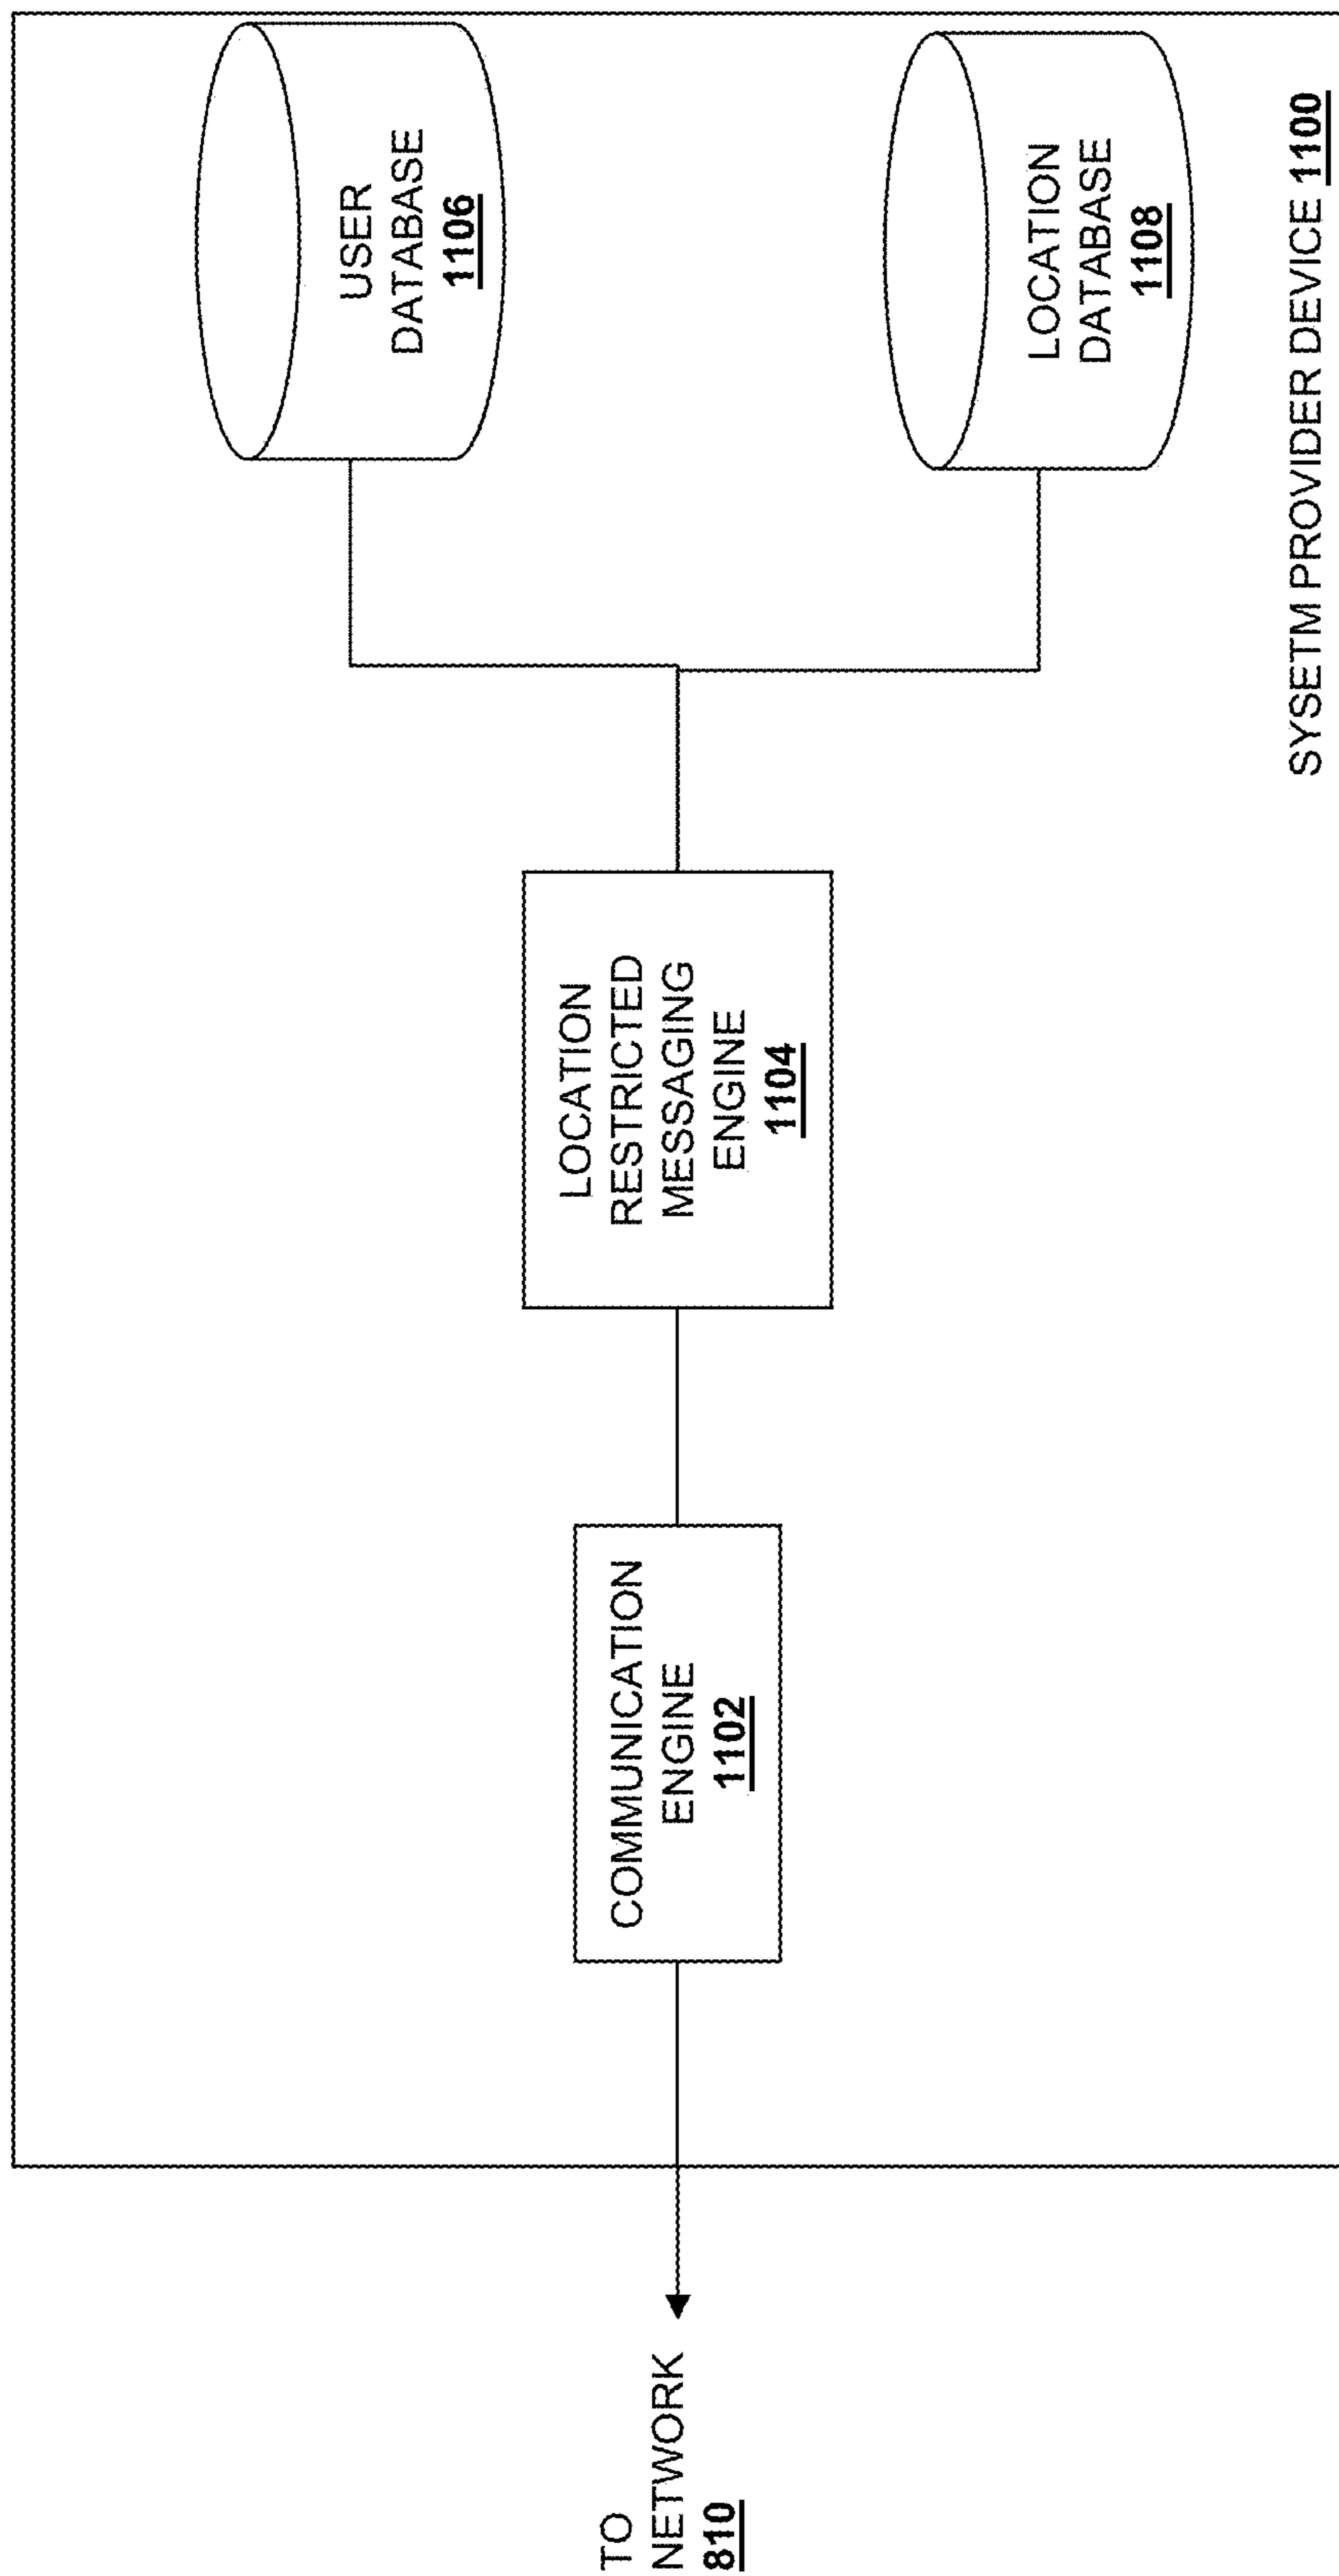 TO
NETWORK
810
COMMUNICATION
ENGINE
1102
LOCATION
RESTRICTED
MESSAGING
ENGINE
1104
USER
DATABASE
1106
LOCATION
DATABASE
1108
SYSETM PROVIDER DEVICE 1100